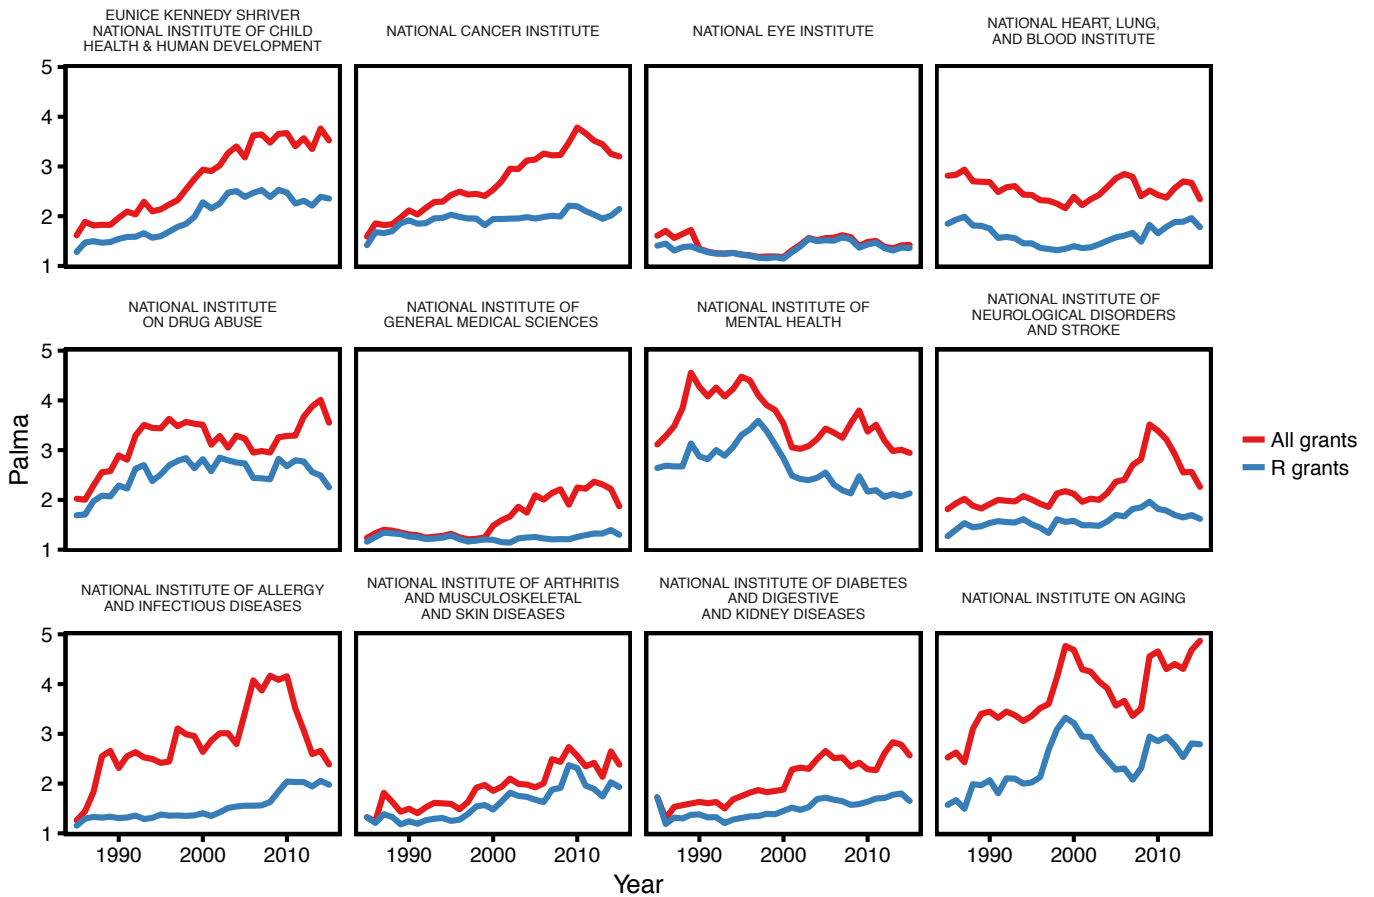 EUNICE KENNEDY SHRIVER
NATIONAL INSTITUTE OF CHILD
HEALTH & HUMAN DEVELOPMENT
NATIONAL CANCER INSTITUTE
NATIONAL EYE INSTITUTE
NATIONAL HEART, LUNG,
AND BLOOD INSTITUTE
5
4
3
2
1
NATIONAL INSTITUTE
ON DRUG ABUSE
NATIONAL INSTITUTE OF
GENERAL MEDICAL SCIENCES
NATIONAL INSTITUTE OF
MENTAL HEALTH
NATIONAL INSTITUTE OF
NEUROLOGICAL DISORDERS
AND STROKE
5
4
3
2
1
Palma
All grants
R grants
NATIONAL INSTITUTE OF ALLERGY
AND INFECTIOUS DISEASES
NATIONAL INSTITUTE OF ARTHRITIS
AND MUSCULOSKELETAL
AND SKIN DISEASES
NATIONAL INSTITUTE OF DIABETES
AND DIGESTIVE
AND KIDNEY DISEASES
NATIONAL INSTITUTE ON AGING
5
4
3
2
1
1990 2000 2010
1990 2000 2010
1990 2000 2010
1990 2000 2010
Year